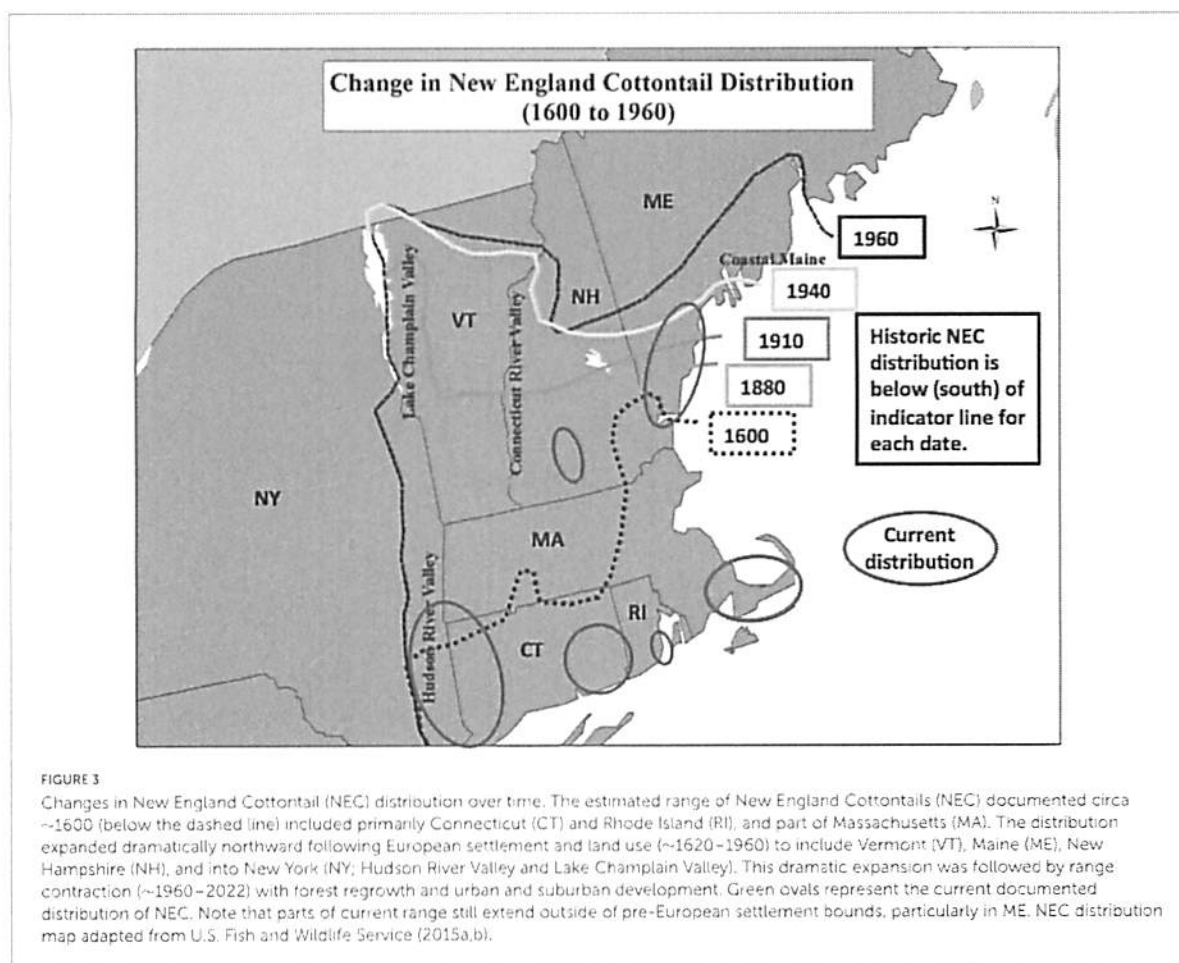 Change in New England Cottontail Distribution
(1600 to 1960)
ME
1960
Coastal Maine
1940
NH
VT
Lake Champlain Valley
Connecticut River Valley
1910
1880
1600
Historic NEC
distribution is
below (south) of
indicator line for
each date.
N
NY
MA
Current
distribution
Hudson River Valley
CT
RI
FIGURE 3
Changes in New England Cottontail (NEC) distribution over time. The estimated range of New England Cottontails (NEC) documented circa
~1600 (below the dashed line) included primarily Connecticut (CT) and Rhode Island (RI), and part of Massachusetts (MA). The distribution
expanded dramatically northward following European settlement and land use (~1620–1960) to include Vermont (VT), Maine (ME), New
Hampshire (NH), and into New York (NY; Hudson River Valley and Lake Champlain Valley). This dramatic expansion was followed by range
contraction (~1960–2022) with forest regrowth and urban and suburban development. Green ovals represent the current documented
distribution of NEC. Note that parts of current range still extend outside of pre-European settlement bounds, particularly in ME. NEC distribution
map adapted from U.S. Fish and Wildlife Service (2015a,b).